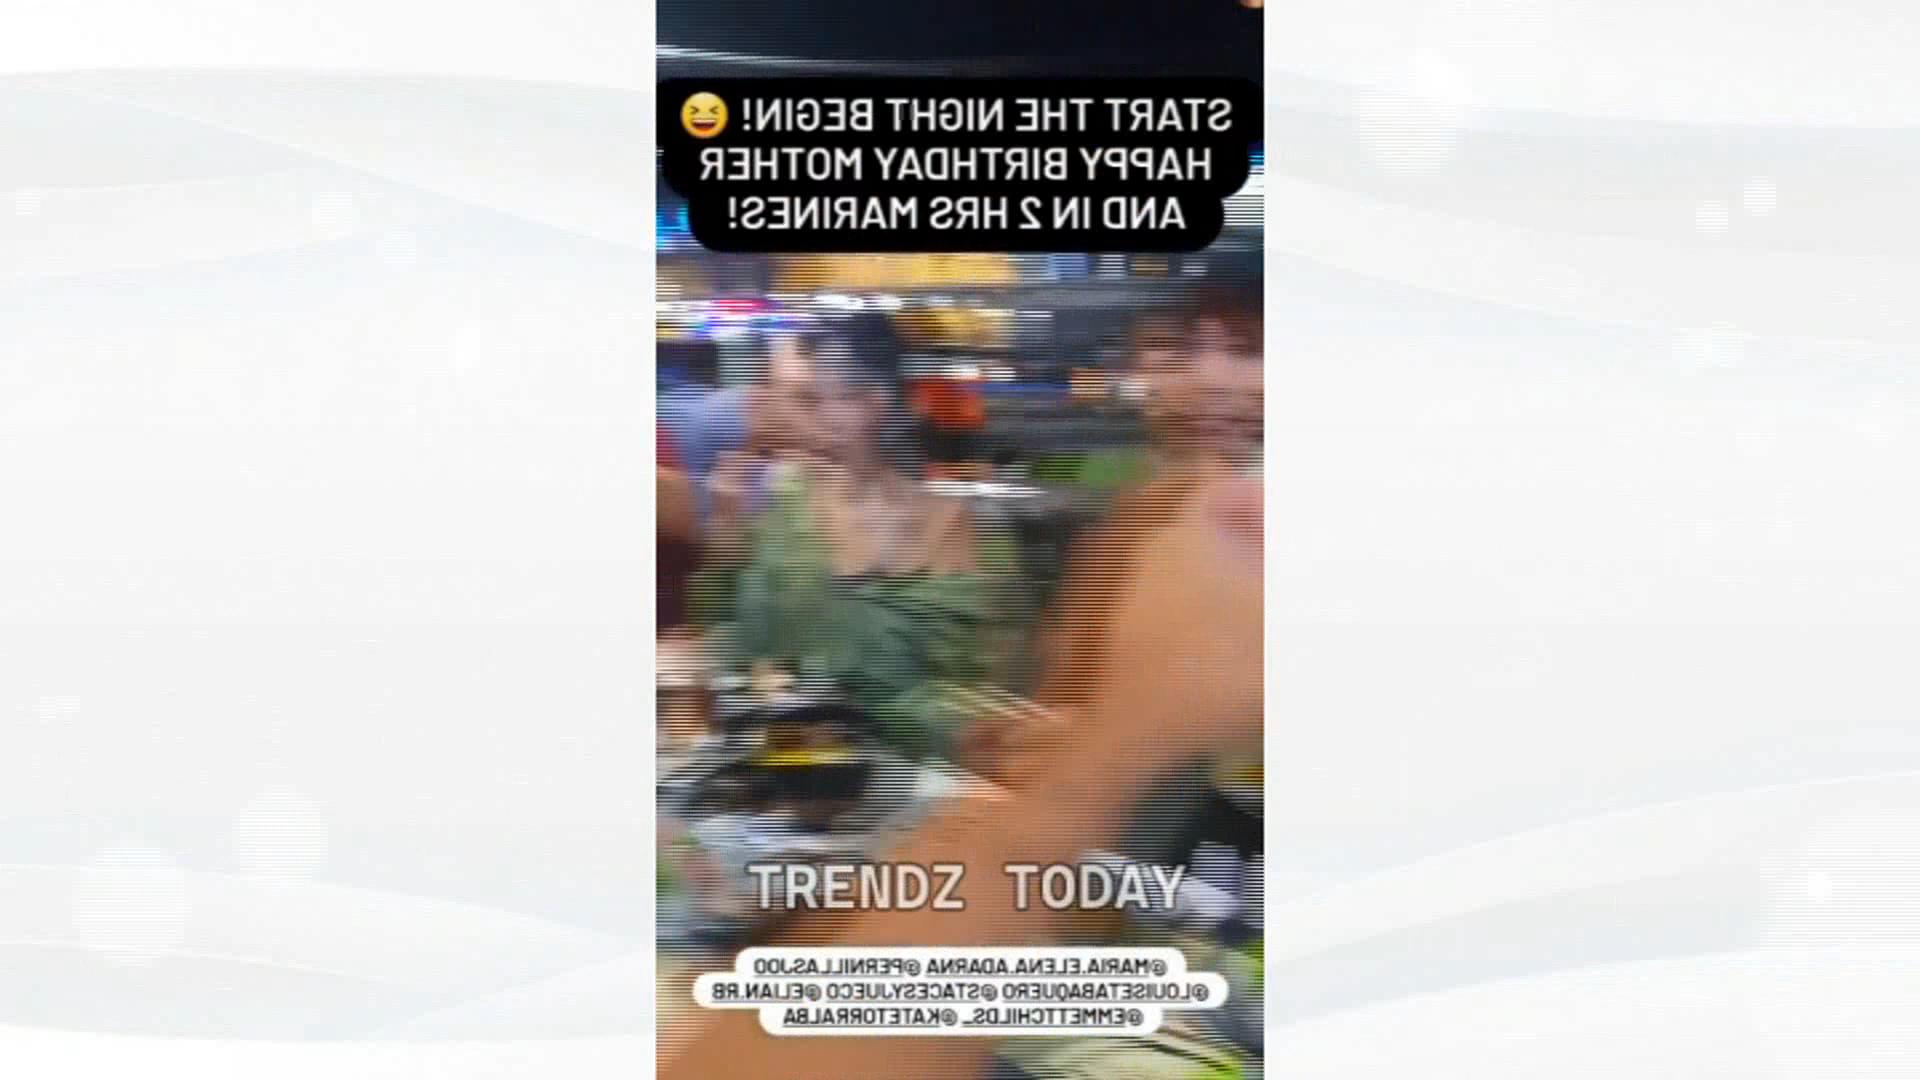 START THE NIGHT BEGIN! 😆
HAPPY BIRTHDAY MOTHER
AND IN 2 HRS MARINES!
TRENDZ TODAY
@MARIA.ELENA.ADARNA @PERNILLASJOO
@LOUISETABAQUERO @STACESYJUECO @ELIAN.RB
@EMMETTCHILDS_ @KATETORRALBA